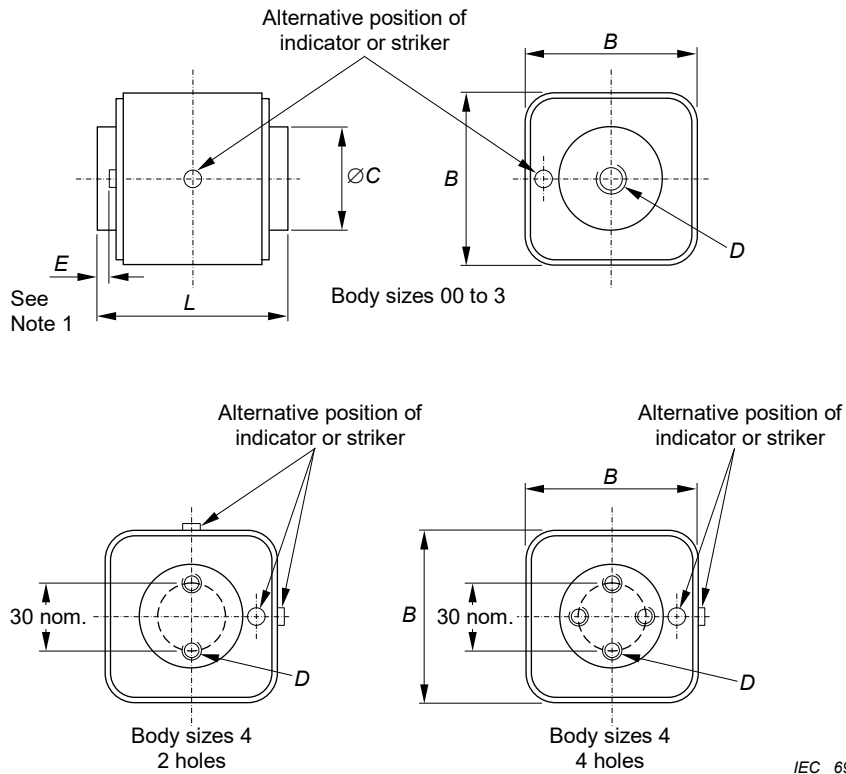 Alternative position of
indicator or striker
B
B
⌀C
D
E
L
See
Note 1
Body sizes 00 to 3
Alternative position of
indicator or striker
Alternative position of
indicator or striker
B
30 nom.
B
30 nom.
D
D
Body sizes 4
2 holes
Body sizes 4
4 holes
IEC 69